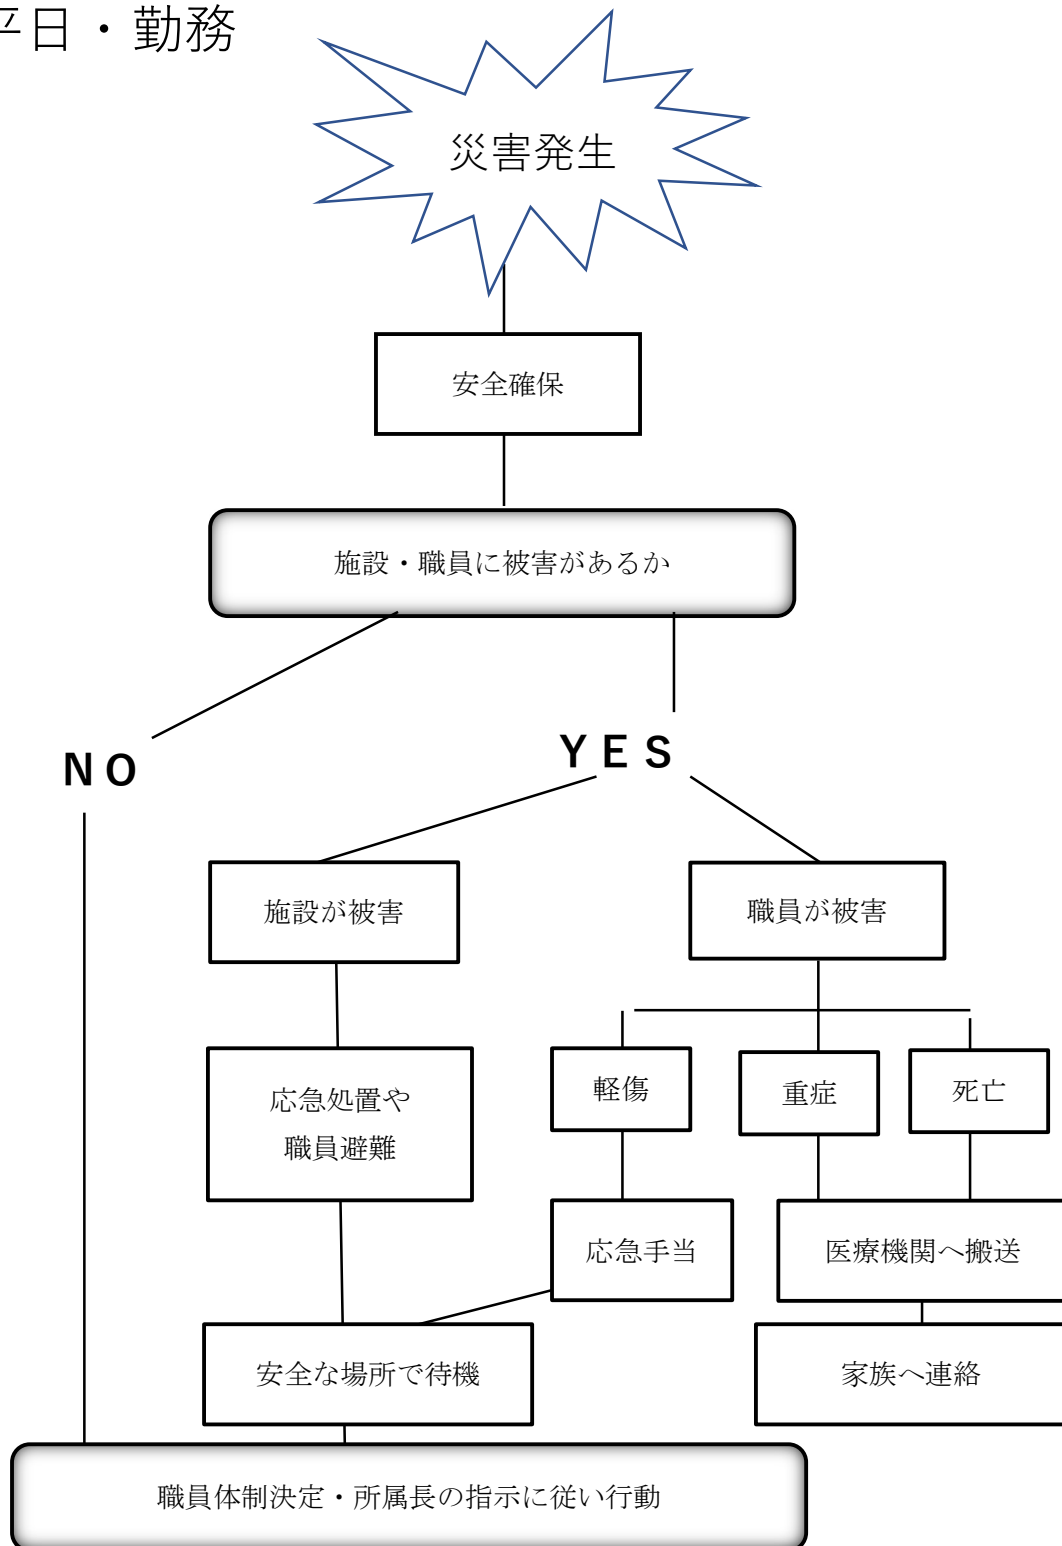 平日・勤務
災害発生
安全確保
施設・職員に被害があるか
NO
YES
施設が被害
職員が被害
応急処置や
職員避難
軽傷
重症
死亡
応急手当
医療機関へ搬送
安全な場所で待機
家族へ連絡
職員体制決定・所属長の指示に従い行動